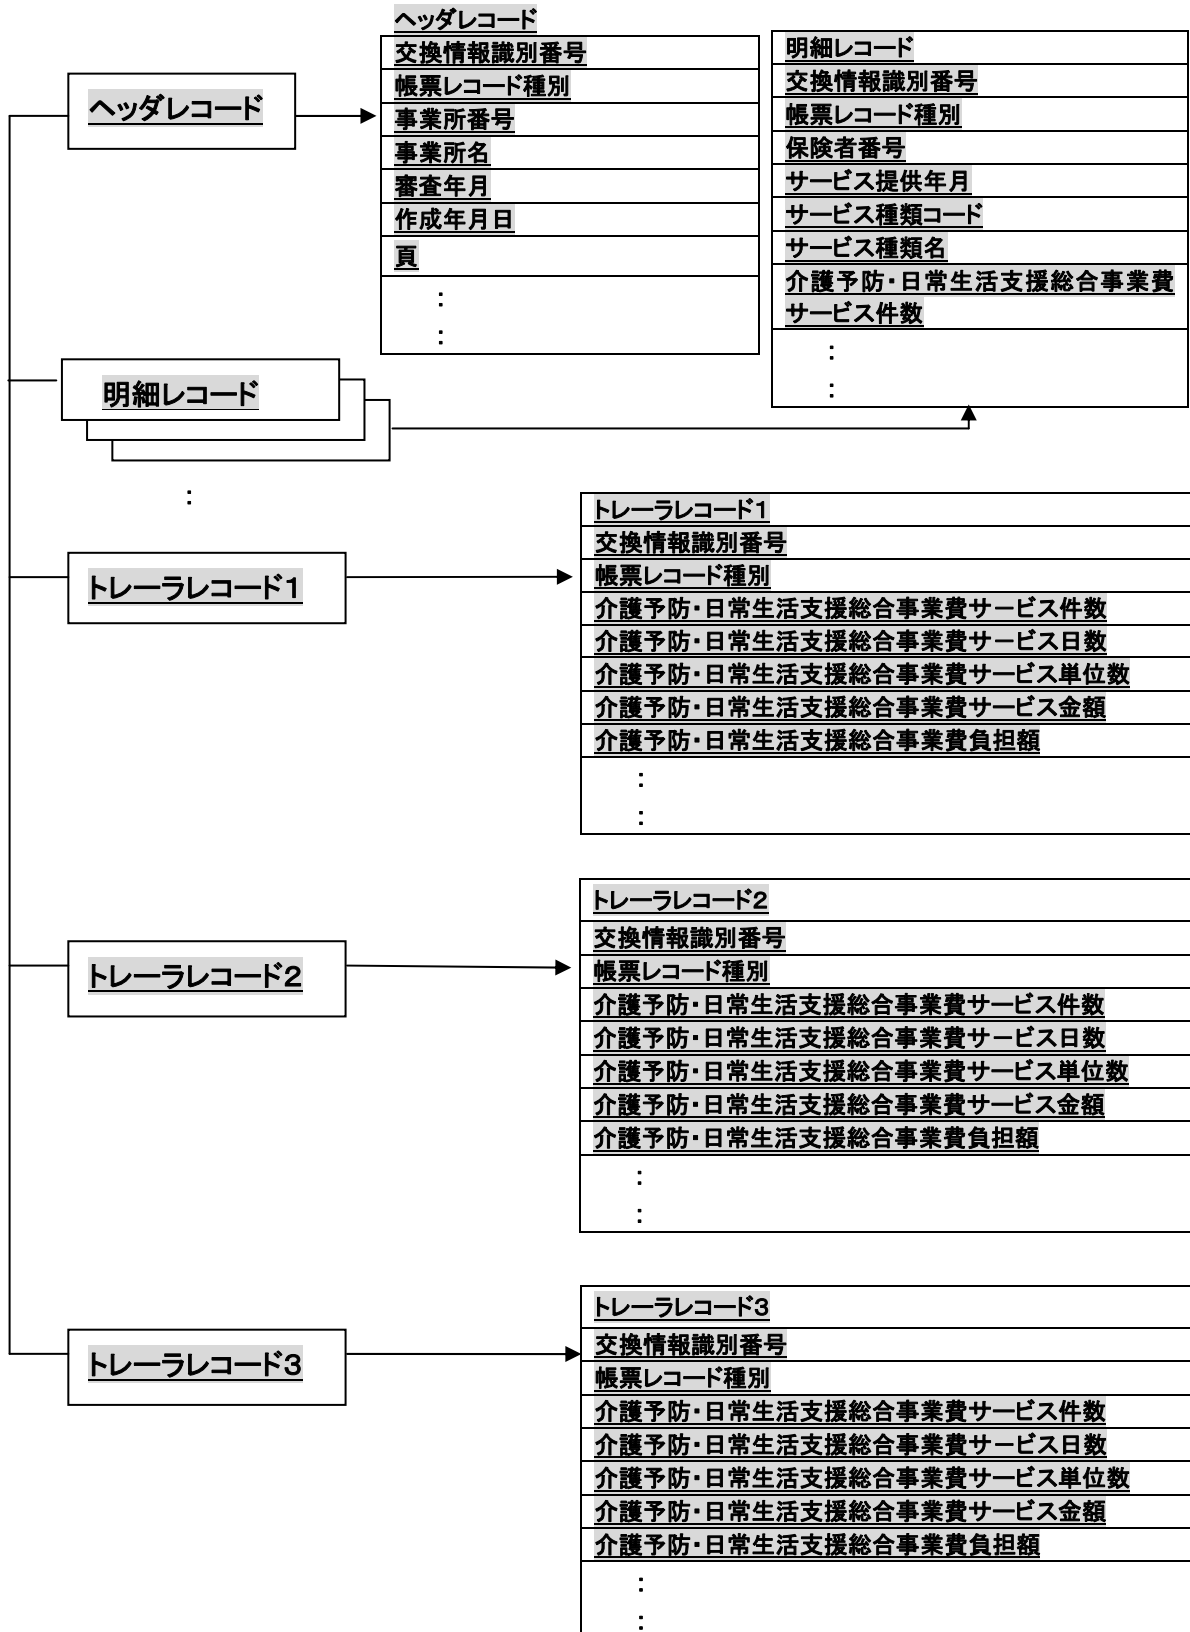 ヘッダレコード
ヘッダレコード
交換情報識別番号
帳票レコード種別
事業所番号
事業所名
審査年月
作成年月日
頁
:
:
明細レコード
交換情報識別番号
帳票レコード種別
保険者番号
サービス提供年月
サービス種類コード
サービス種類名
介護予防・日常生活支援総合事業費
サービス件数
:
:
明細レコード
:
トレーラレコード1
トレーラレコード1
交換情報識別番号
帳票レコード種別
介護予防・日常生活支援総合事業費サービス件数
介護予防・日常生活支援総合事業費サービス日数
介護予防・日常生活支援総合事業費サービス単位数
介護予防・日常生活支援総合事業費サービス金額
介護予防・日常生活支援総合事業費負担額
:
:
トレーラレコード2
トレーラレコード2
交換情報識別番号
帳票レコード種別
介護予防・日常生活支援総合事業費サービス件数
介護予防・日常生活支援総合事業費サービス日数
介護予防・日常生活支援総合事業費サービス単位数
介護予防・日常生活支援総合事業費サービス金額
介護予防・日常生活支援総合事業費負担額
:
:
トレーラレコード3
トレーラレコード3
交換情報識別番号
帳票レコード種別
介護予防・日常生活支援総合事業費サービス件数
介護予防・日常生活支援総合事業費サービス日数
介護予防・日常生活支援総合事業費サービス単位数
介護予防・日常生活支援総合事業費サービス金額
介護予防・日常生活支援総合事業費負担額
:
: